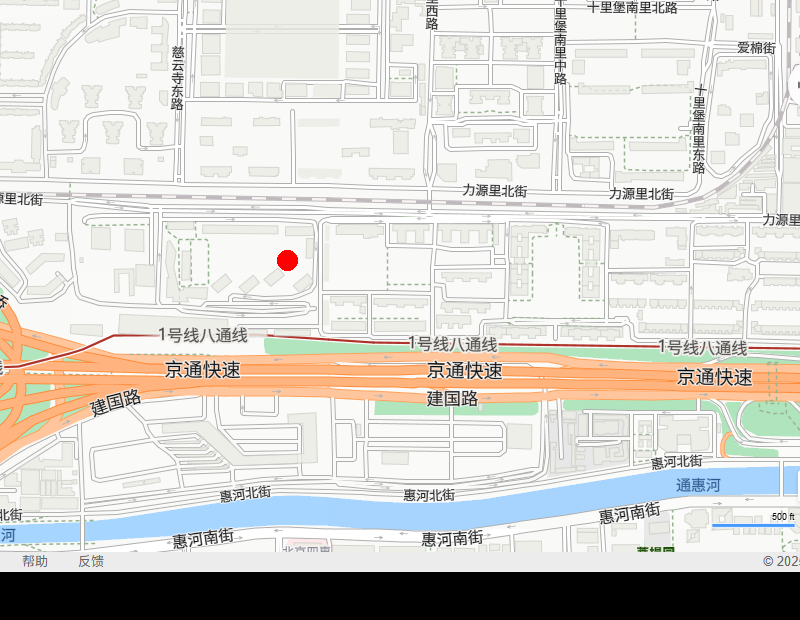 十里堡南里北路
里西路
十里堡南里中路
爱棉街
慈云寺东路
十里堡南里东路
力源里北街
力源里北街
源里北街
力源里
1号线八通线
1号线八通线
1号线八通线
京通快速
京通快速
京通快速
建国路
建国路
惠河北街
惠河北街
惠河北街
通惠河
北街
河
惠河南街
惠河南街
惠河南街
500 ft
帮助
反馈
© 202